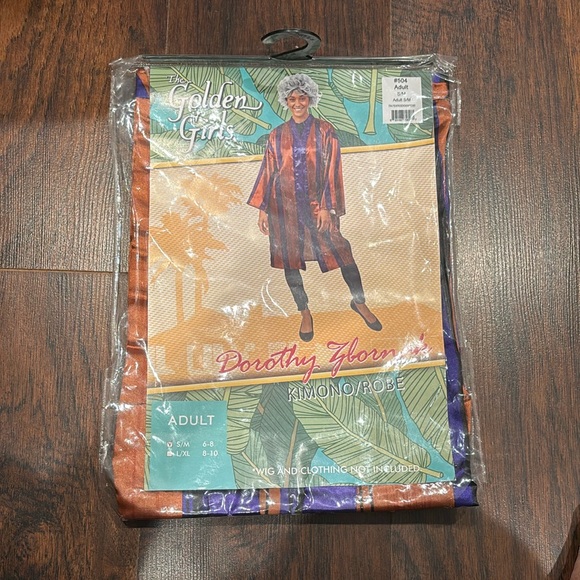 The
Golden
Girls
#504
Adult
S/M
Adult S/M
Dorothy Zbornak
KIMONO/ROBE
ADULT
S/M 6-8
L/XL 8-10
*WIG AND CLOTHING NOT INCLUDED